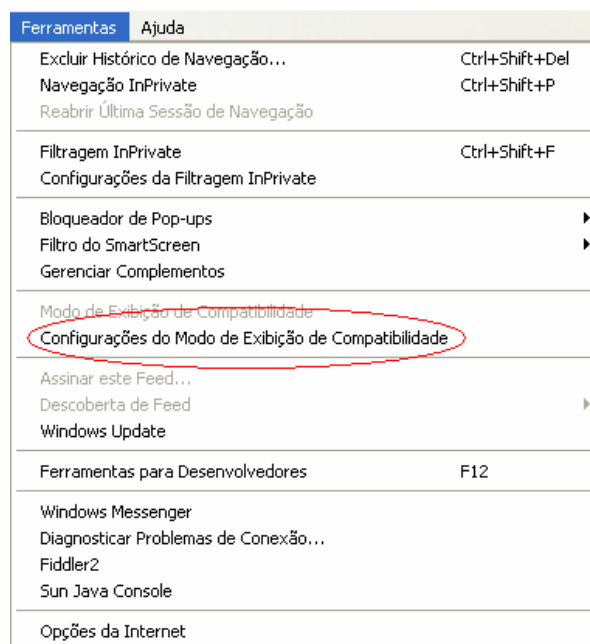 Ferramentas Ajuda
Excluir Histórico de Navegação... Ctrl+Shift+Del
Navegação InPrivate Ctrl+Shift+P
Reabrir Última Sessão de Navegação
Filtragem InPrivate Ctrl+Shift+F
Configurações da Filtragem InPrivate
Bloqueador de Pop-ups
Filtro do SmartScreen
Gerenciar Complementos
Modo de Exibição de Compatibilidade
Configurações do Modo de Exibição de Compatibilidade
Assinar este Feed...
Descoberta de Feed
Windows Update
Ferramentas para Desenvolvedores F12
Windows Messenger
Diagnosticar Problemas de Conexão...
Fiddler2
Sun Java Console
Opções da Internet